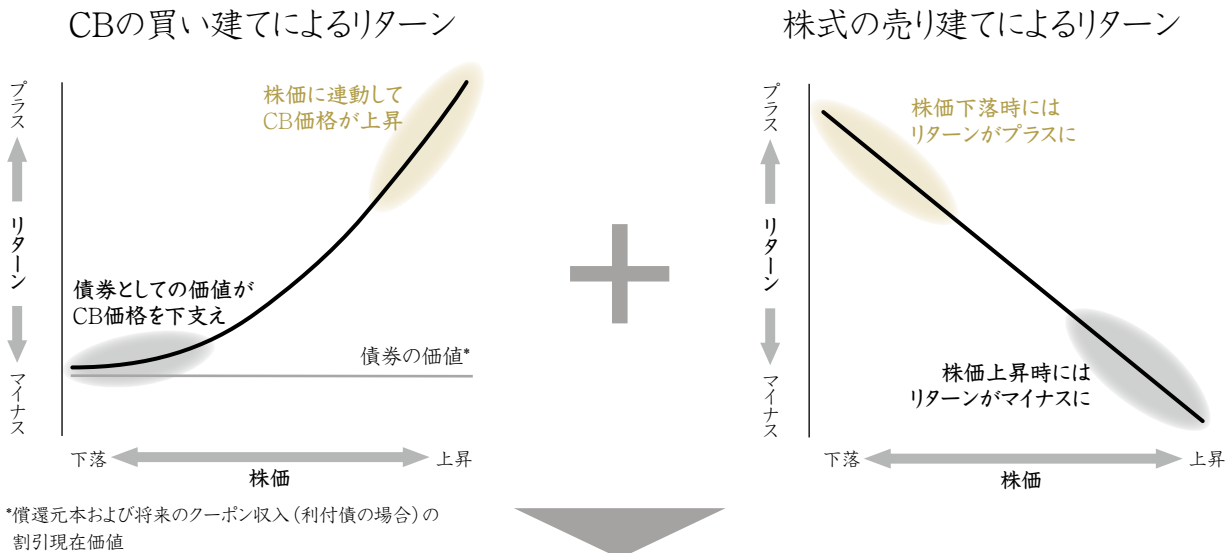 CBの買い建てによるリターン
プラス
リターン
マイナス
株価に連動して
CB価格が上昇
債券としての価値が
CB価格を下支え
債券の価値*
下落
上昇
株価
*償還元本および将来のクーポン収入(利付債の場合)の
割引現在価値
株式の売り建てによるリターン
プラス
リターン
マイナス
株価下落時には
リターンがプラスに
株価上昇時には
リターンがマイナスに
下落
上昇
株価